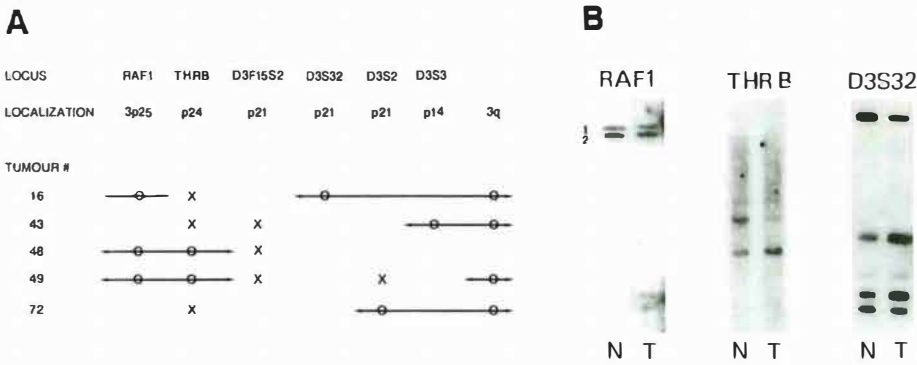 A
LOCUS RAF1 THRB D3F15S2 D3S32 D3S2 D3S3
LOCALIZATION 3p25 p24 p21 p21 p21 p14 3q
TUMOUR #
16 O X O O
43 X X O O
48 O O X
49 O O X X O
72 X O O
B
RAF1 THRB D3S32
1
2
N T N T N T